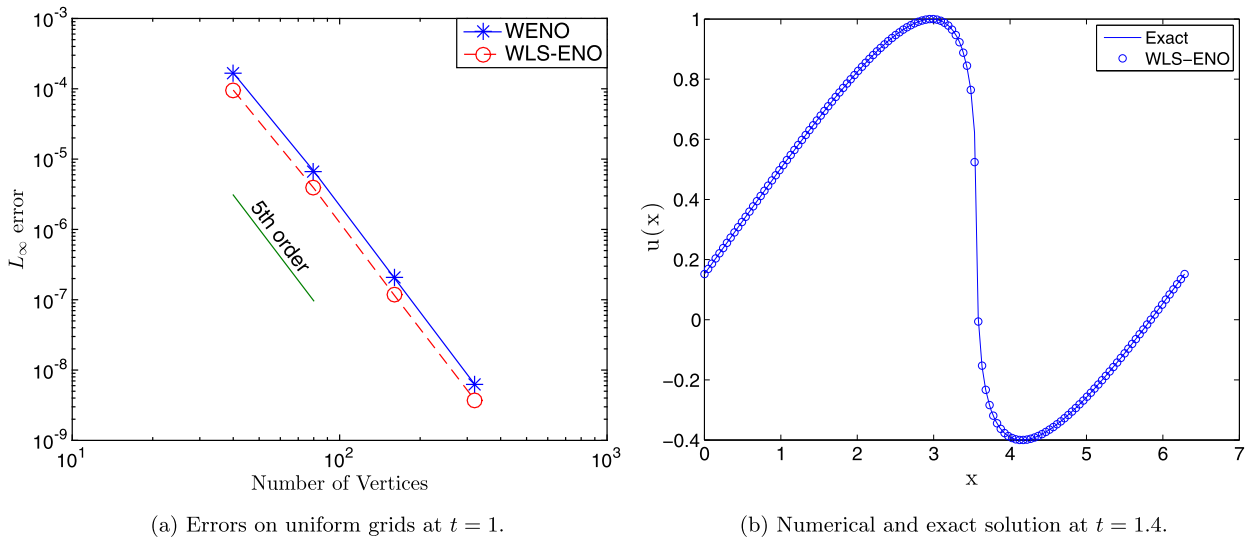 10^-3
10^-4
10^-5
10^-6
10^-7
10^-8
10^-9
L∞ error
WENO
WLS-ENO
5th order
10^1
10^2
10^3
Number of Vertices
(a) Errors on uniform grids at t = 1.
1
0.8
0.6
0.4
0.2
0
−0.2
−0.4
u(x)
Exact
WLS−ENO
0
1
2
3
4
5
6
7
x
(b) Numerical and exact solution at t = 1.4.